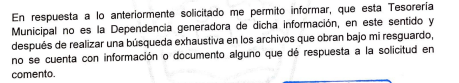 En respuesta a lo anteriormente solicitado me permito informar, que esta Tesorería
Municipal no es la Dependencia generadora de dicha información, en este sentido y
después de realizar una búsqueda exhaustiva en los archivos que obran bajo mi resguardo,
no se cuenta con información o documento alguno que dé respuesta a la solicitud en
comento.